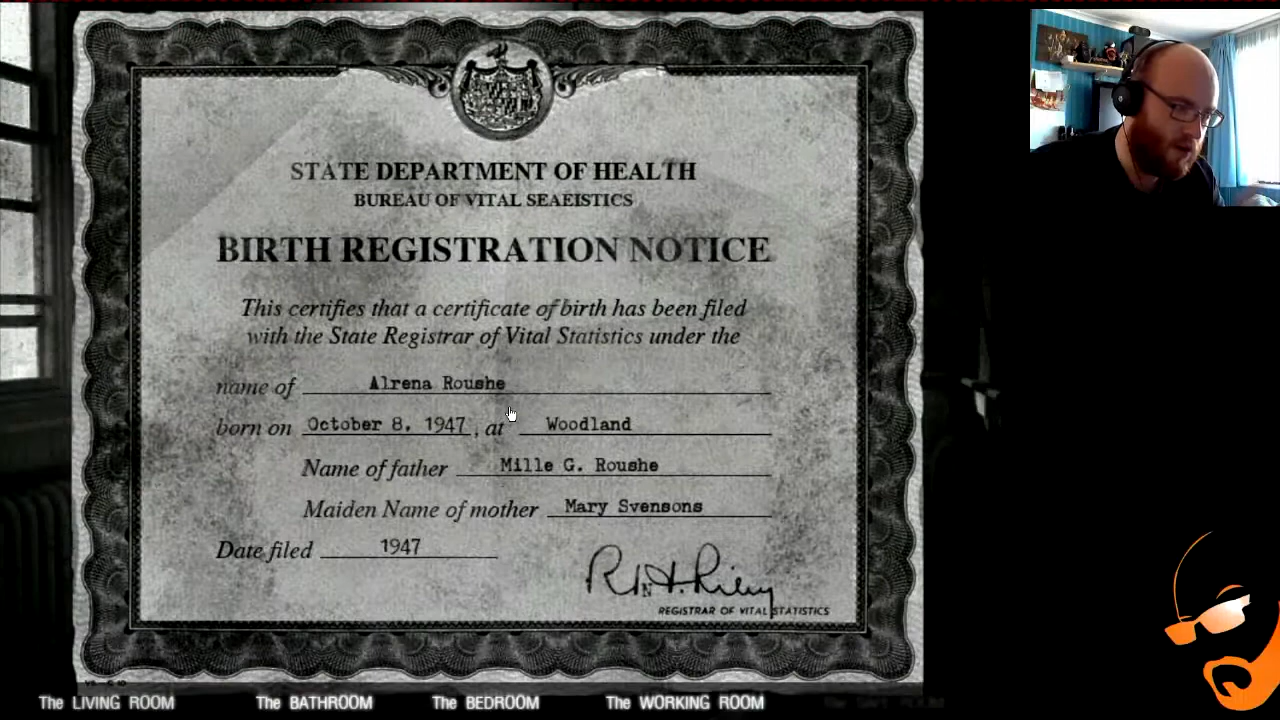 STATE DEPARTMENT OF HEALTH
BUREAU OF VITAL SEAEISTICS
BIRTH REGISTRATION NOTICE
This certifies that a certificate of birth has been filed
with the State Registrar of Vital Statistics under the
name of Alrena Roushe
born on October 8, 1947, at Woodland
Name of father Mille G. Roushe
Maiden Name of mother Mary Svensons
Date filed 1947
REGISTRAR OF VITAL STATISTICS
The LIVING ROOM The BATHROOM The BEDROOM The WORKING ROOM